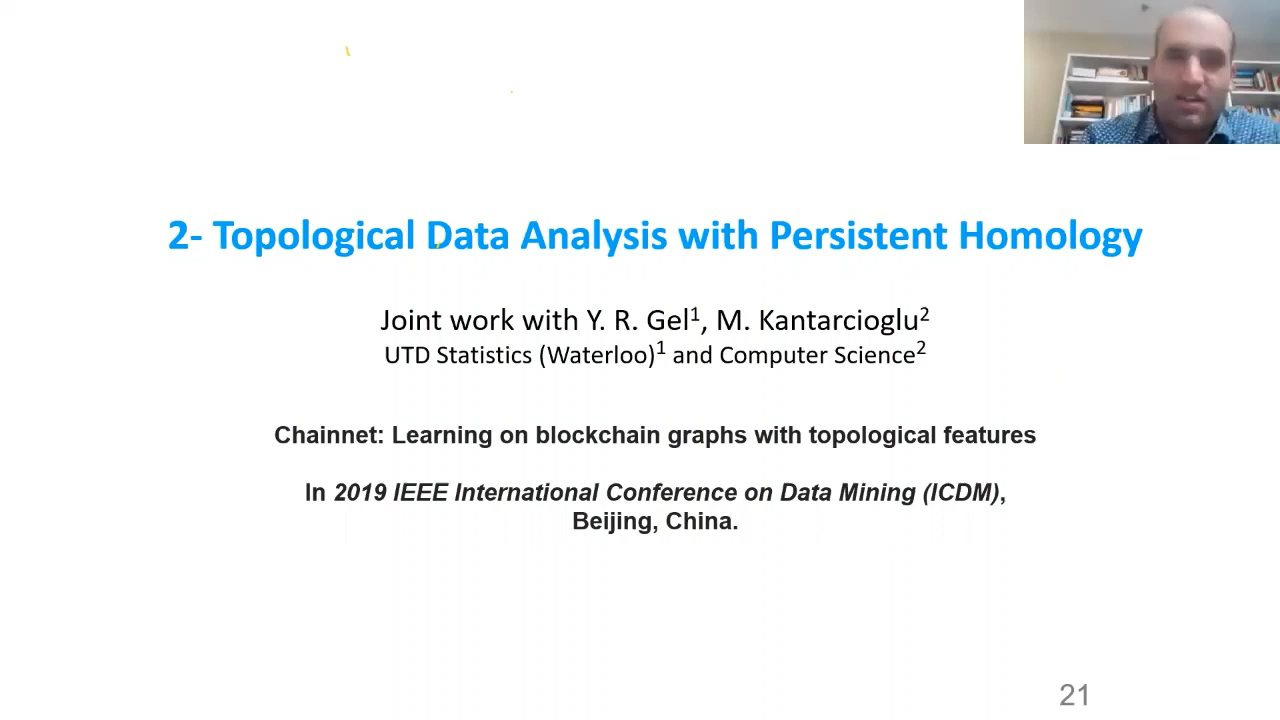 2- Topological Data Analysis with Persistent Homology
Joint work with Y. R. Gel¹, M. Kantarcioglu²
UTD Statistics (Waterloo)¹ and Computer Science²
Chainnet: Learning on blockchain graphs with topological features
In 2019 IEEE International Conference on Data Mining (ICDM),
Beijing, China.
21